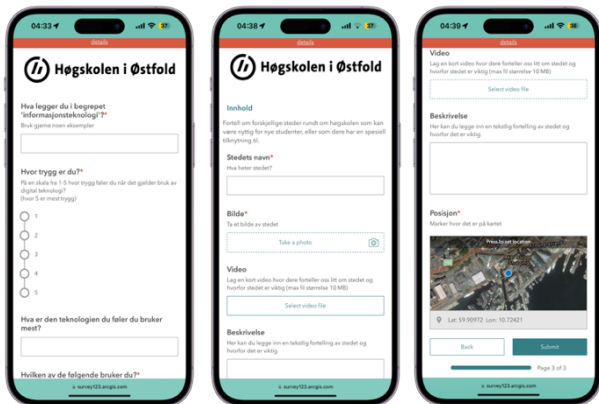 04:33
37
details
Høgskolen i Østfold
Hva legger du i begrepet
'informasjonsteknologi'?*
Bruk gjerne noen eksempler
Hvor trygg er du?*
På en skala fra 1-5 hvor trygg føler du når det gjelder bruk av
digital teknologi?
(hvor 5 er mest trygg)
1
2
3
4
5
Hva er den teknologien du føler du bruker
mest?
Hvilken av de følgende bruker du?*
survey123.arcgis.com
04:38
37
details
Høgskolen i Østfold
Innhold
Fortell om forskjellige steder rundt om høgskolen som kan
være nyttig for nye studenter, eller som dere har en spesiell
tilknytning til.
Stedets navn*
Hva heter stedet?
Bilde*
Ta et bilde av stedet
Take a photo
Video
Lag en kort video hvor dere forteller oss litt om stedet og
hvorfor stedet er viktig (max fil størrelse 10 MB)
Select video file
Beskrivelse
Her kan du legge inn en tekstlig fortelling av stedet og
hvorfor det er viktig.
survey123.arcgis.com
04:39
details
Video
Lag en kort video hvor dere forteller oss litt om stedet og
hvorfor stedet er viktig (max fil størrelse 10 MB)
Select video file
Beskrivelse
Her kan du legge inn en tekstlig fortelling av stedet og
hvorfor det er viktig.
Posisjon*
Marker hvor det er på kartet
Press to set location
Lat: 59.90972 Lon: 10.72421
Back
Submit
Page 3 of 3
survey123.arcgis.com